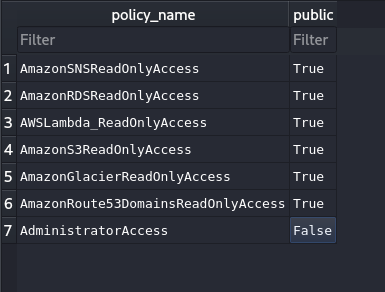 policy_name public
Filter Filter
1 AmazonSNSReadOnlyAccess True
2 AmazonRDSReadOnlyAccess True
3 AWSLambda_ReadOnlyAccess True
4 AmazonS3ReadOnlyAccess True
5 AmazonGlacierReadOnlyAccess True
6 AmazonRoute53DomainsReadOnlyAccess True
7 AdministratorAccess False